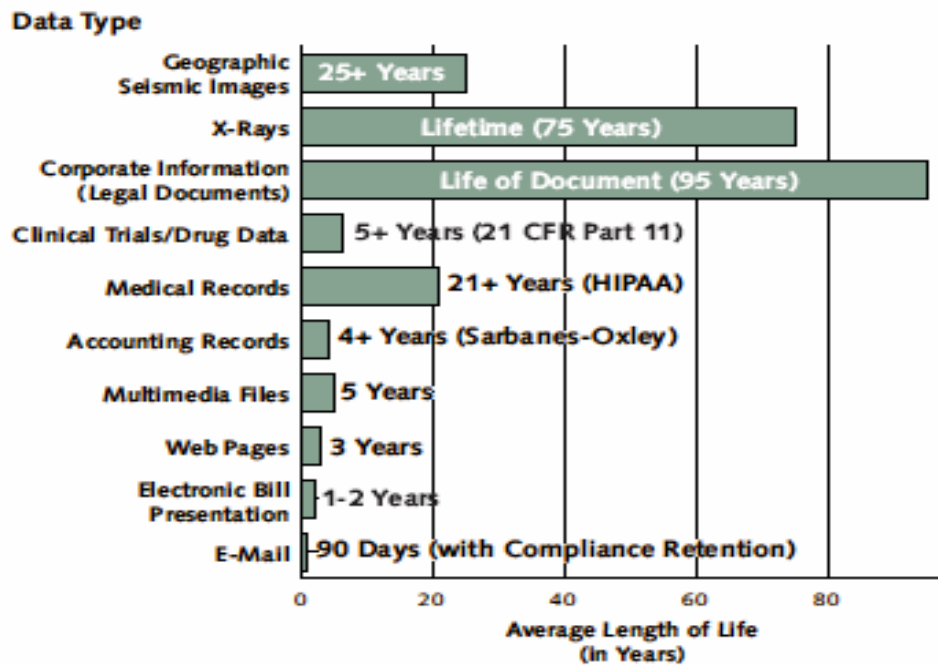 Data Type
Geographic
Seismic Images
25+ Years
X-Rays
Lifetime (75 Years)
Corporate Information
(Legal Documents)
Life of Document (95 Years)
Clinical Trials/Drug Data
5+ Years (21 CFR Part 11)
Medical Records
21+ Years (HIPAA)
Accounting Records
4+ Years (Sarbanes-Oxley)
Multimedia Files
5 Years
Web Pages
3 Years
Electronic Bill
Presentation
1-2 Years
E-Mail
90 Days (with Compliance Retention)
0 20 40 60 80
Average Length of Life
(in Years)